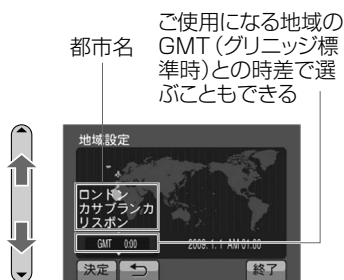 都市名
ご使用になる地域の
GMT（グリニッジ標
準時）との時差で選
ぶこともできる
地域設定
ロンドン
カサブランカ
リスボン
GMT 0:00
2009. 1. 1 AM 01:00
決定
終了